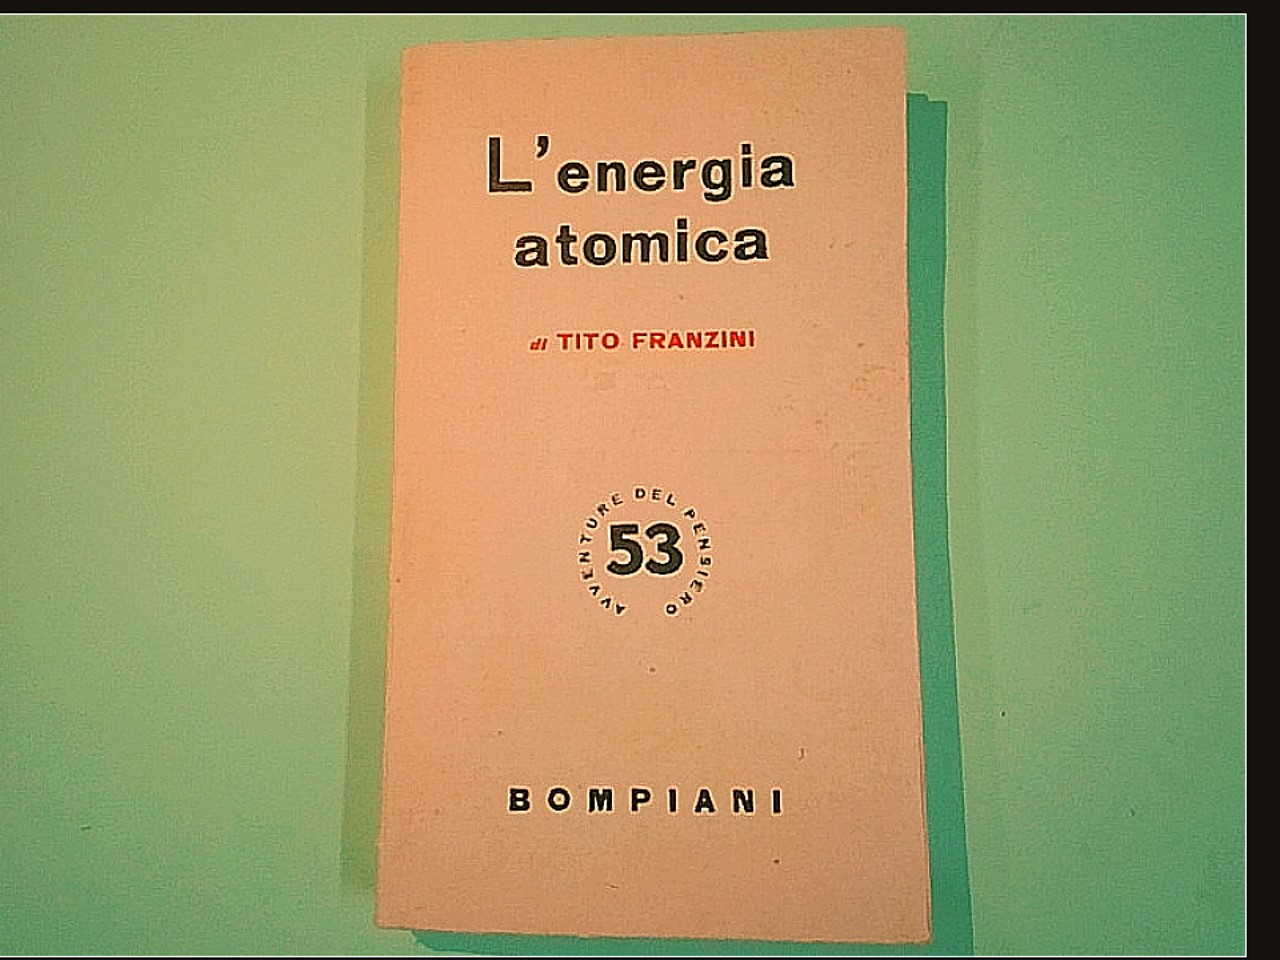 L'energia
atomica
di TITO FRANZINI
AVVENTURE DEL PENSIERO
53
BOMPIANI